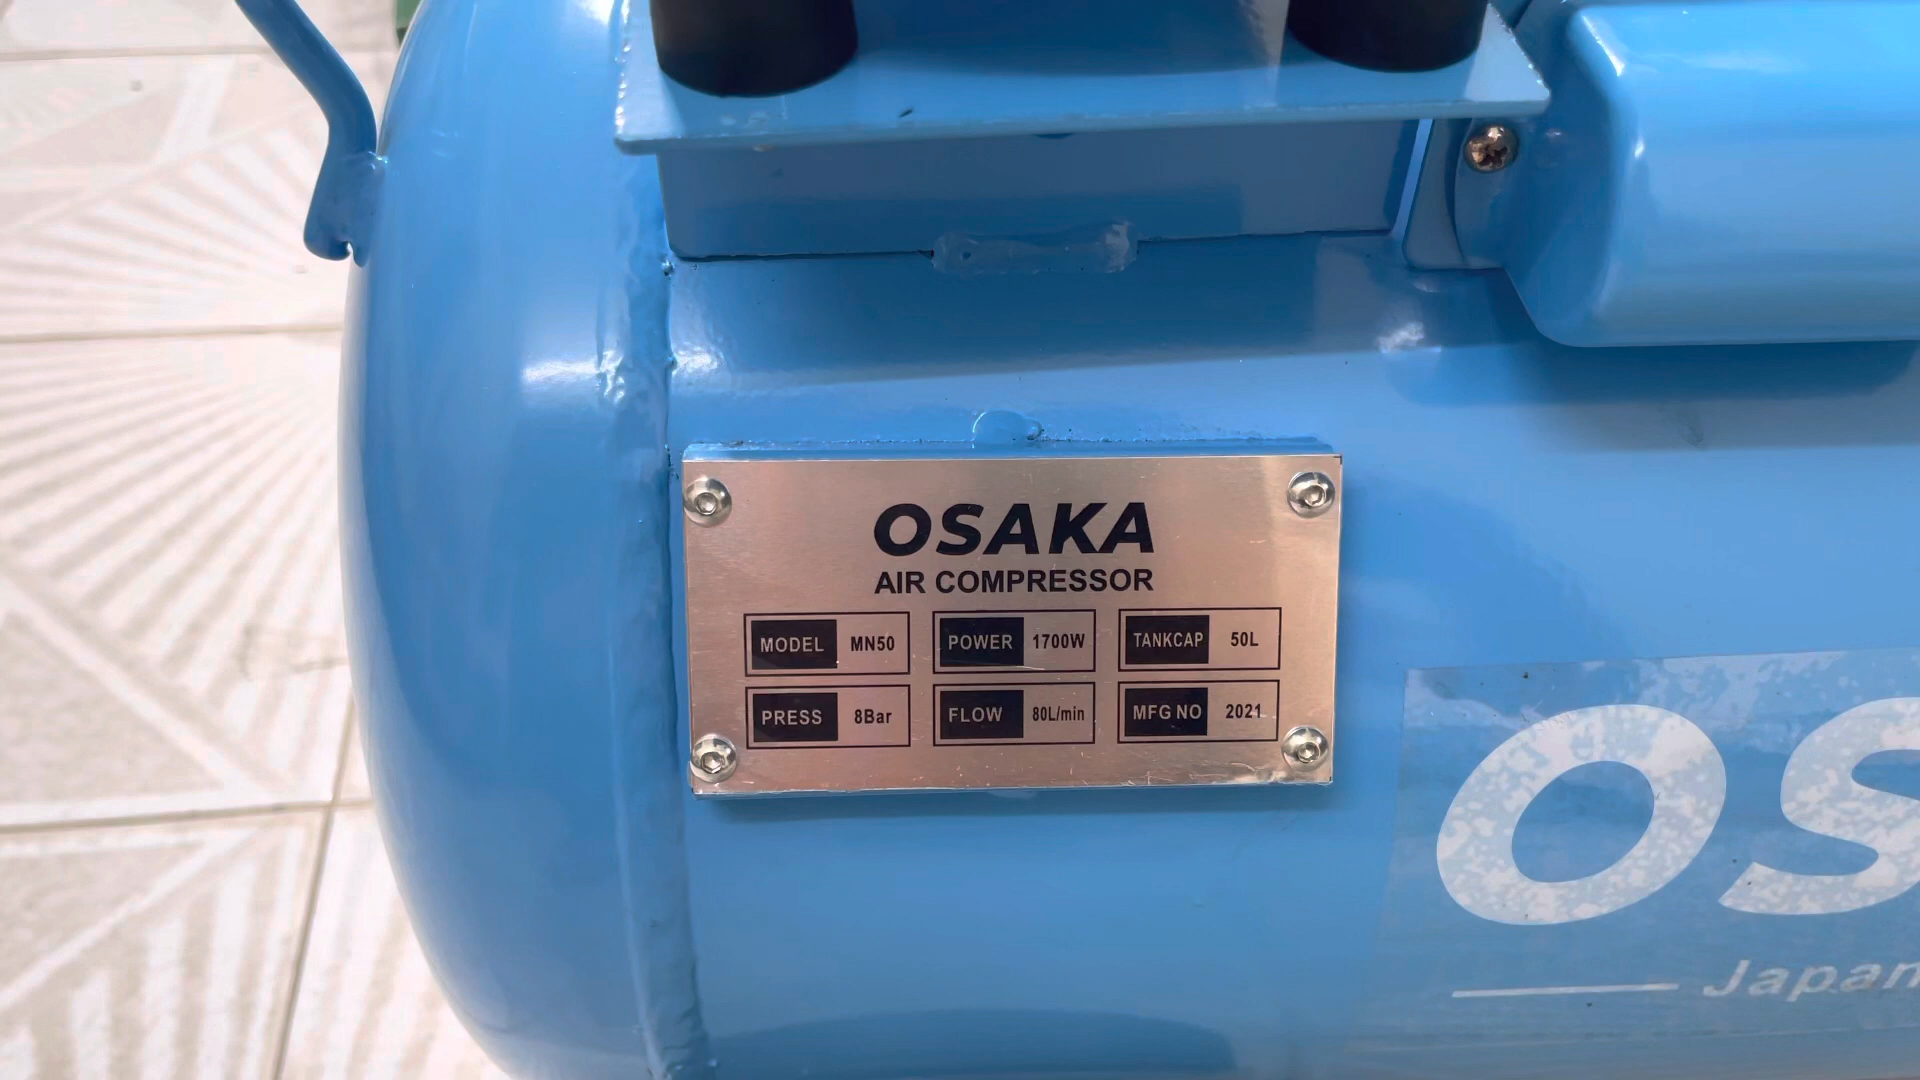 OSAKA
AIR COMPRESSOR
MODEL MN50 POWER 1700W TANKCAP 50L
PRESS 8Bar FLOW 80L/min MFG NO 2021
OS
Japan